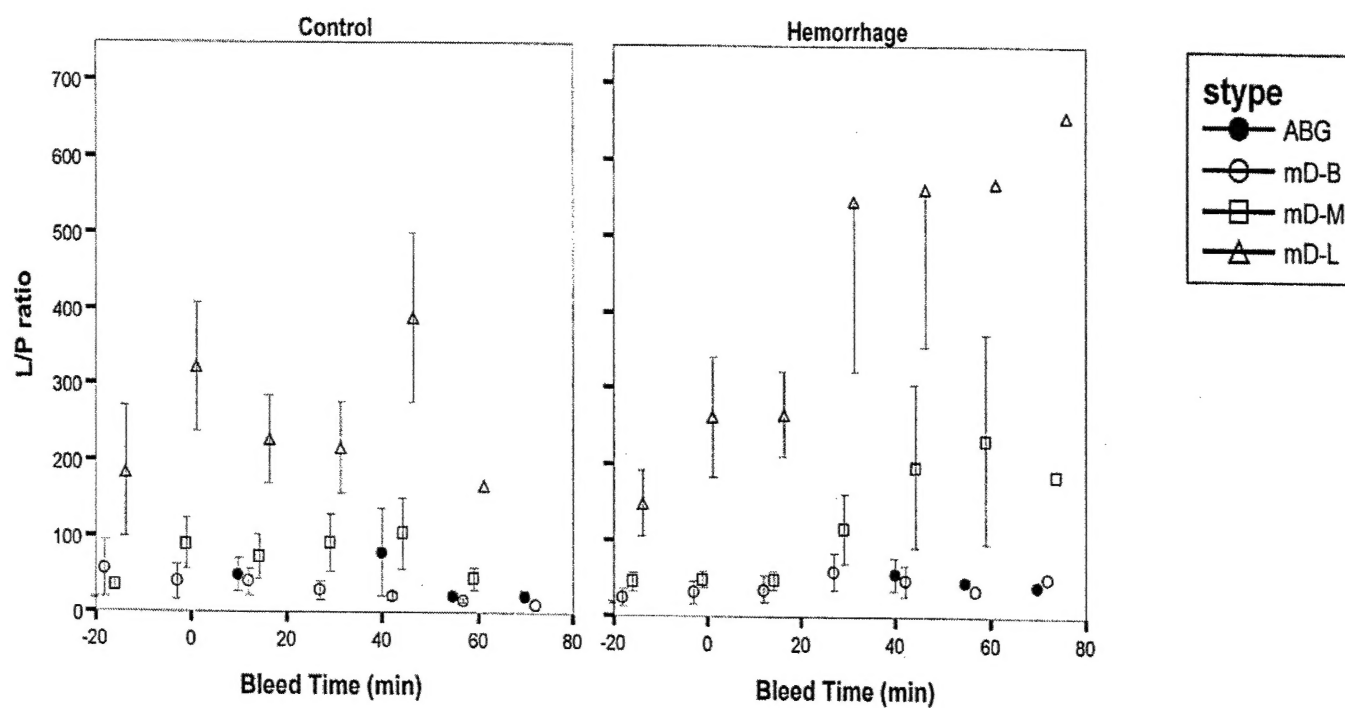 Control
Hemorrhage
700
600
500
400
300
200
100
0
L/P ratio
-20 0 20 40 60 80
-20 0 20 40 60 80
Bleed Time (min)
Bleed Time (min)
stype
ABG
mD-B
mD-M
mD-L